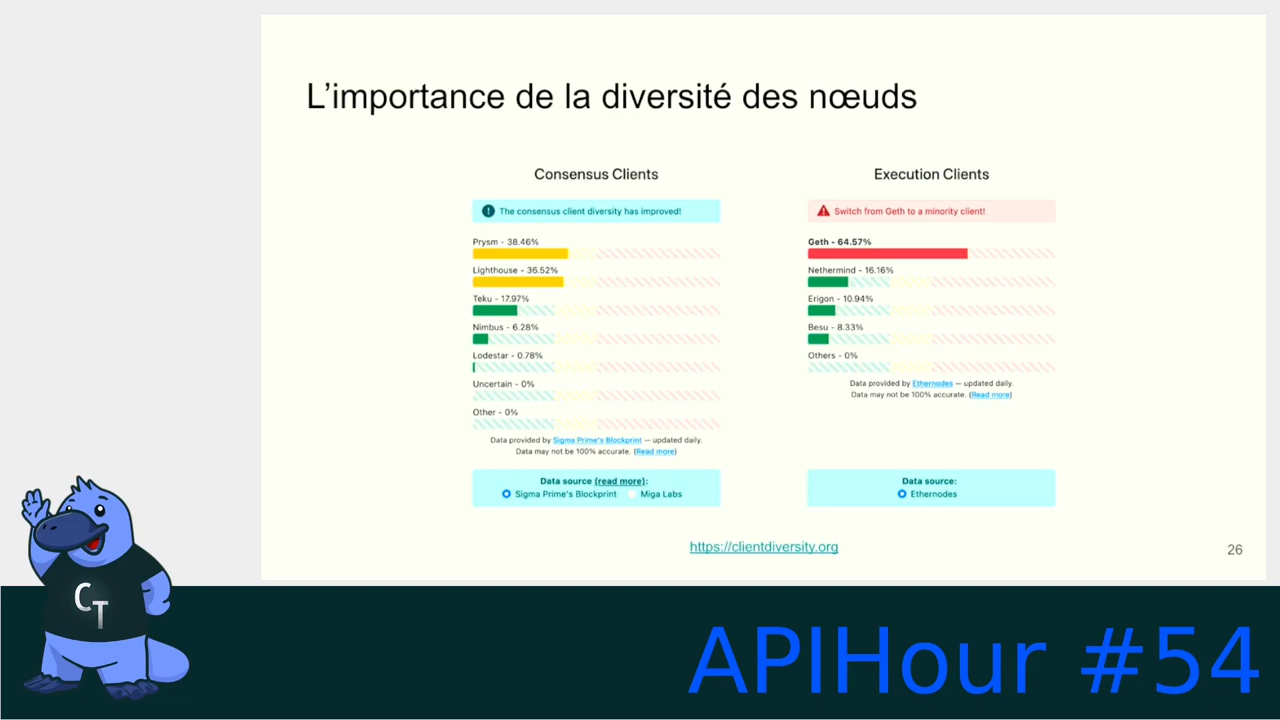 L'importance de la diversité des nœuds
Consensus Clients
The consensus client diversity has improved!
Prysm - 38.46%
Lighthouse - 36.52%
Teku - 17.97%
Nimbus - 6.28%
Lodestar - 0.78%
Uncertain - 0%
Other - 0%
Data provided by Sigma Prime's Blockprint — updated daily.
Data may not be 100% accurate. (Read more)
Data source (read more):
Sigma Prime's Blockprint Miga Labs
Execution Clients
Switch from Geth to a minority client!
Geth - 64.57%
Nethermind - 16.16%
Erigon - 10.94%
Besu - 8.33%
Others - 0%
Data provided by Ethernodes — updated daily.
Data may not be 100% accurate. (Read more)
Data source:
Ethernodes
https://clientdiversity.org
26
CT
APIHour #54